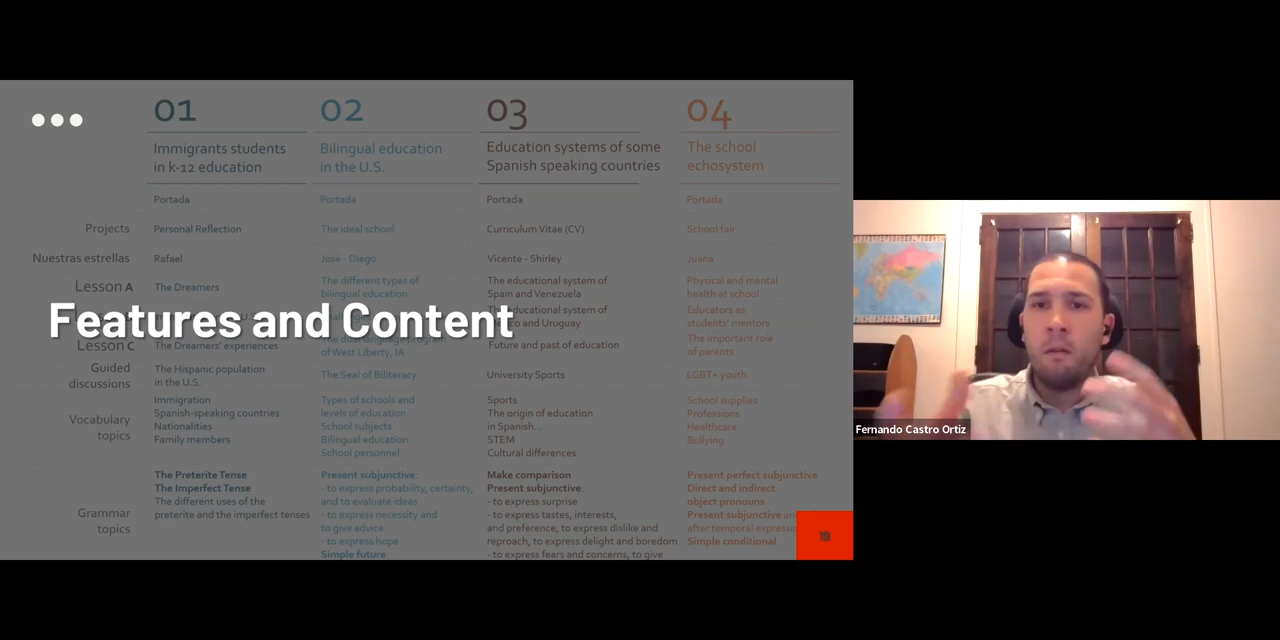 01
Immigrants students
in k-12 education
02
Bilingual education
in the U.S.
03
Education systems of some
Spanish speaking countries
04
The school
echosystem
Portada
Portada
Portada
Portada
Projects
Personal Reflection
The ideal school
Curriculum Vitae (CV)
School fair
Nuestras estrellas
Rafael
José - Diego
Vicente - Shirley
Juana
Lesson A
The Dreamers
The different types of
bilingual education
The educational system of
Spain and Venezuela
Physical and mental
health at school
Features and Content
educational system of
and Uruguay
Educators as
students' mentors
Lesson C
The Dreamers' experiences
The dual language program
of West Liberty, IA
Future and past of education
The important role
of parents
Guided
discussions
The Hispanic population
in the U.S.
The Seal of Biliteracy
University Sports
LGBT+ youth
Vocabulary
topics
Immigration
Spanish-speaking countries
Nationalities
Family members
Types of schools and
levels of education
School subjects
Bilingual education
School personnel
Sports
The origin of education
in Spanish...
STEM
Cultural differences
School supplies
Professions
Healthcare
Bullying
Grammar
topics
The Preterite Tense
The Imperfect Tense
The different uses of the
preterite and the imperfect tenses
Present subjunctive:
- to express probability, certainty,
and to evaluate ideas
- to express necessity and
to give advice
- to express hope
Simple future
Make comparison
Present subjunctive:
- to express surprise
- to express tastes, interests,
and preference, to express dislike and
reproach, to express delight and boredom
- to express fears and concerns, to give
Present perfect subjunctive
Direct and indirect
object pronouns
Present subjunctive
after temporal
Simple conditional
19
Fernando Castro Ortiz